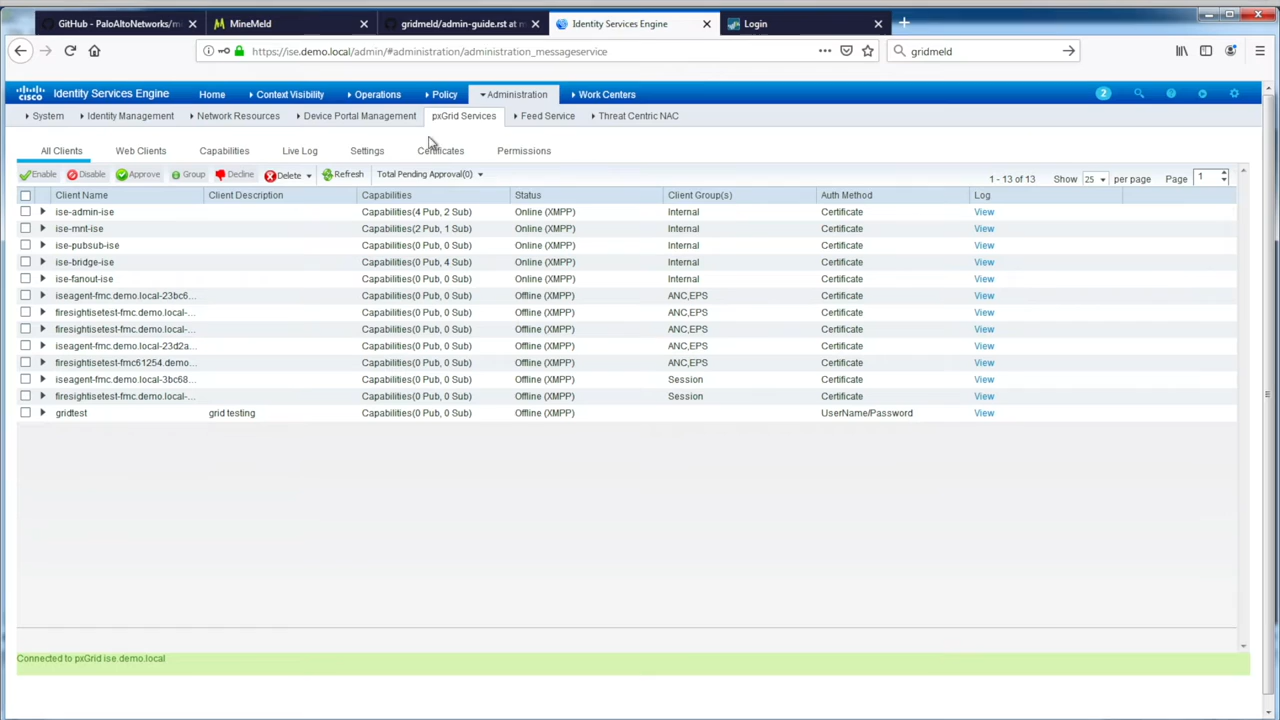 GitHub - PaloAltoNetworks/m MineMeld gridmeld/admin-guide.rst at m Identity Services Engine Login
https://ise.demo.local/admin/#administration/administration_messageservice gridmeld
CISCO Identity Services Engine Home Context Visibility Operations Policy Administration Work Centers 2
System Identity Management Network Resources Device Portal Management pxGrid Services Feed Service Threat Centric NAC
All Clients Web Clients Capabilities Live Log Settings Certificates Permissions
Enable Disable Approve Group Decline Delete Refresh Total Pending Approval(0) 1 - 13 of 13 Show 25 per page Page 1
Client Name Client Description Capabilities Status Client Group(s) Auth Method Log
ise-admin-ise Capabilities(4 Pub, 2 Sub) Online (XMPP) Internal Certificate View
ise-mnt-ise Capabilities(2 Pub, 1 Sub) Online (XMPP) Internal Certificate View
ise-pubsub-ise Capabilities(0 Pub, 0 Sub) Online (XMPP) Internal Certificate View
ise-bridge-ise Capabilities(0 Pub, 4 Sub) Online (XMPP) Internal Certificate View
ise-fanout-ise Capabilities(0 Pub, 0 Sub) Online (XMPP) Internal Certificate View
iseagent-fmc.demo.local-23bc6... Capabilities(0 Pub, 0 Sub) Offline (XMPP) ANC,EPS Certificate View
firesightisetest-fmc.demo.local-... Capabilities(0 Pub, 0 Sub) Offline (XMPP) ANC,EPS Certificate View
firesightisetest-fmc.demo.local-... Capabilities(0 Pub, 0 Sub) Offline (XMPP) ANC,EPS Certificate View
iseagent-fmc.demo.local-23d2a... Capabilities(0 Pub, 0 Sub) Offline (XMPP) ANC,EPS Certificate View
firesightisetest-fmc61254.demo... Capabilities(0 Pub, 0 Sub) Offline (XMPP) ANC,EPS Certificate View
iseagent-fmc.demo.local-3bc68... Capabilities(0 Pub, 0 Sub) Offline (XMPP) Session Certificate View
firesightisetest-fmc.demo.local-... Capabilities(0 Pub, 0 Sub) Offline (XMPP) Session Certificate View
gridtest grid testing Capabilities(0 Pub, 0 Sub) Offline (XMPP) UserName/Password View
Connected to pxGrid ise.demo.local